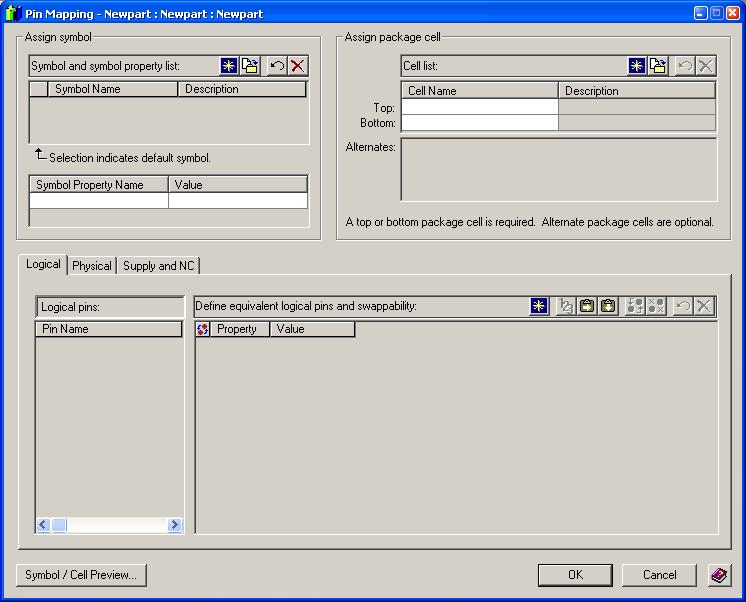 Pin Mapping - Newpart : Newpart : Newpart
Assign symbol
Symbol and symbol property list:
Symbol Name Description
Selection indicates default symbol.
Symbol Property Name Value
Assign package cell
Cell list:
Cell Name Description
Top:
Bottom:
Alternates:
A top or bottom package cell is required. Alternate package cells are optional.
Logical Physical Supply and NC
Logical pins:
Pin Name
Define equivalent logical pins and swappability:
Property Value
Symbol / Cell Preview...
OK
Cancel